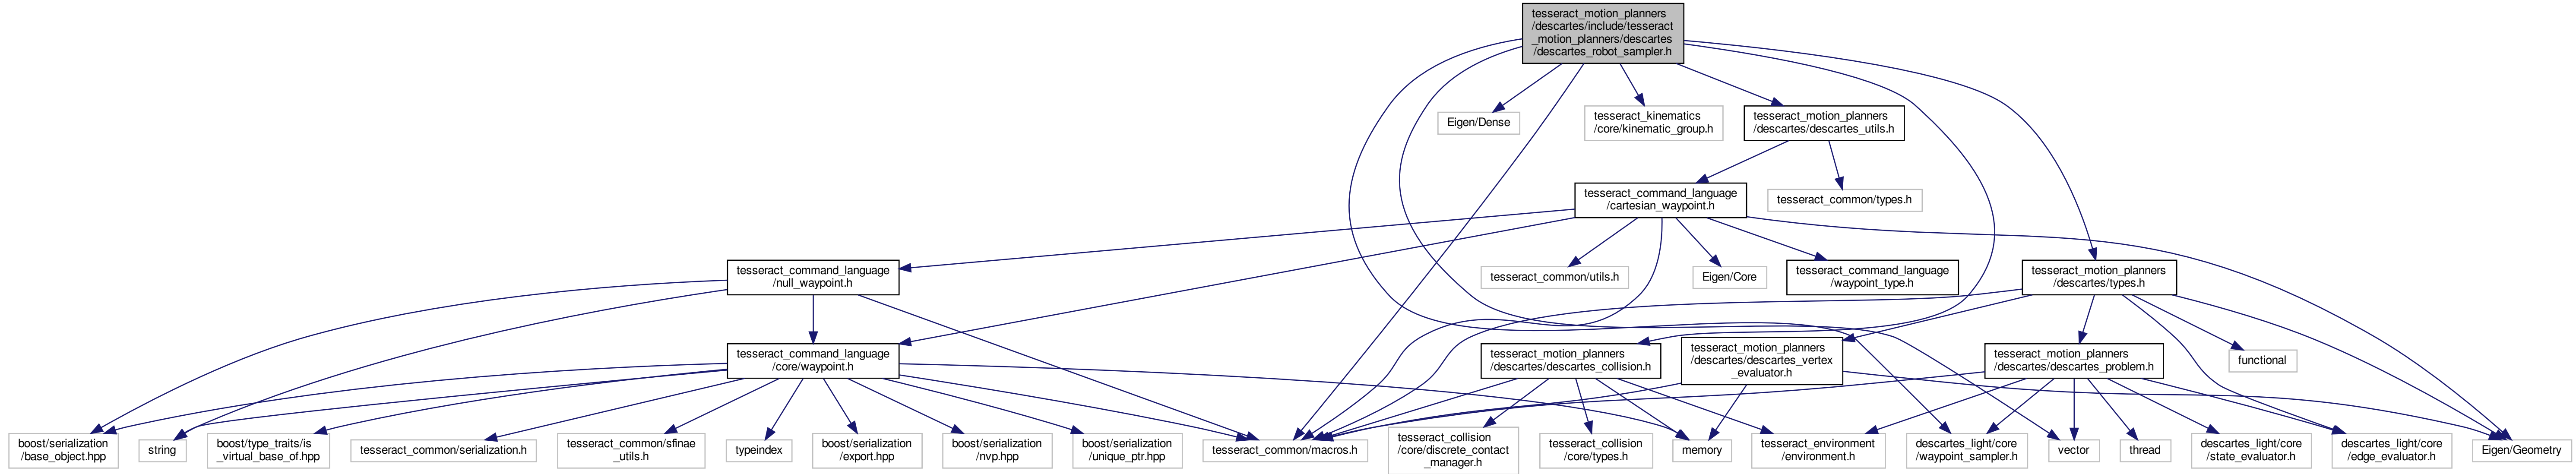 tesseract_motion_planners
/descartes/include/tesseract
_motion_planners/descartes
/descartes_robot_sampler.h
Eigen/Dense
tesseract_kinematics
/core/kinematic_group.h
tesseract_motion_planners
/descartes/descartes_utils.h
tesseract_command_language
/cartesian_waypoint.h
tesseract_common/types.h
tesseract_command_language
/null_waypoint.h
tesseract_common/utils.h
Eigen/Core
tesseract_command_language
/waypoint_type.h
tesseract_motion_planners
/descartes/types.h
tesseract_command_language
/core/waypoint.h
tesseract_motion_planners
/descartes/descartes_collision.h
tesseract_motion_planners
/descartes/descartes_vertex
_evaluator.h
tesseract_motion_planners
/descartes/descartes_problem.h
functional
boost/serialization
/base_object.hpp
string
boost/type_traits/is
_virtual_base_of.hpp
tesseract_common/serialization.h
tesseract_common/sfinae
_utils.h
typeindex
boost/serialization
/export.hpp
boost/serialization
/nvp.hpp
boost/serialization
/unique_ptr.hpp
tesseract_common/macros.h
tesseract_collision
/core/discrete_contact
_manager.h
tesseract_collision
/core/types.h
memory
tesseract_environment
/environment.h
descartes_light/core
/waypoint_sampler.h
vector
thread
descartes_light/core
/state_evaluator.h
descartes_light/core
/edge_evaluator.h
Eigen/Geometry